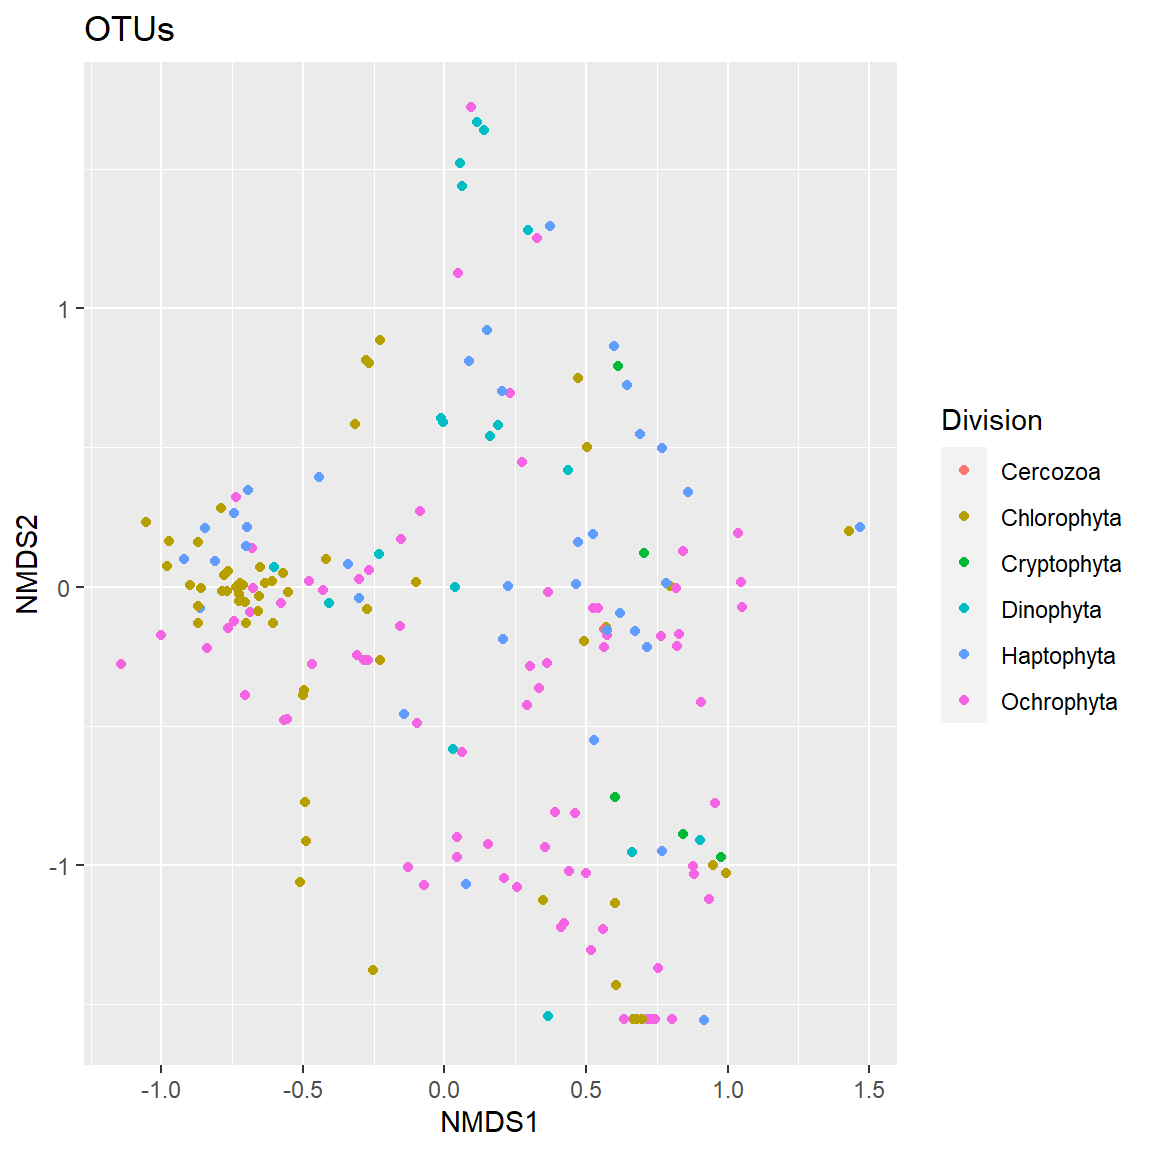 OTUs
NMDS2
1
0
-1
-1.0 -0.5 0.0 0.5 1.0 1.5
NMDS1
Division
Cercozoa
Chlorophyta
Cryptophyta
Dinophyta
Haptophyta
Ochrophyta